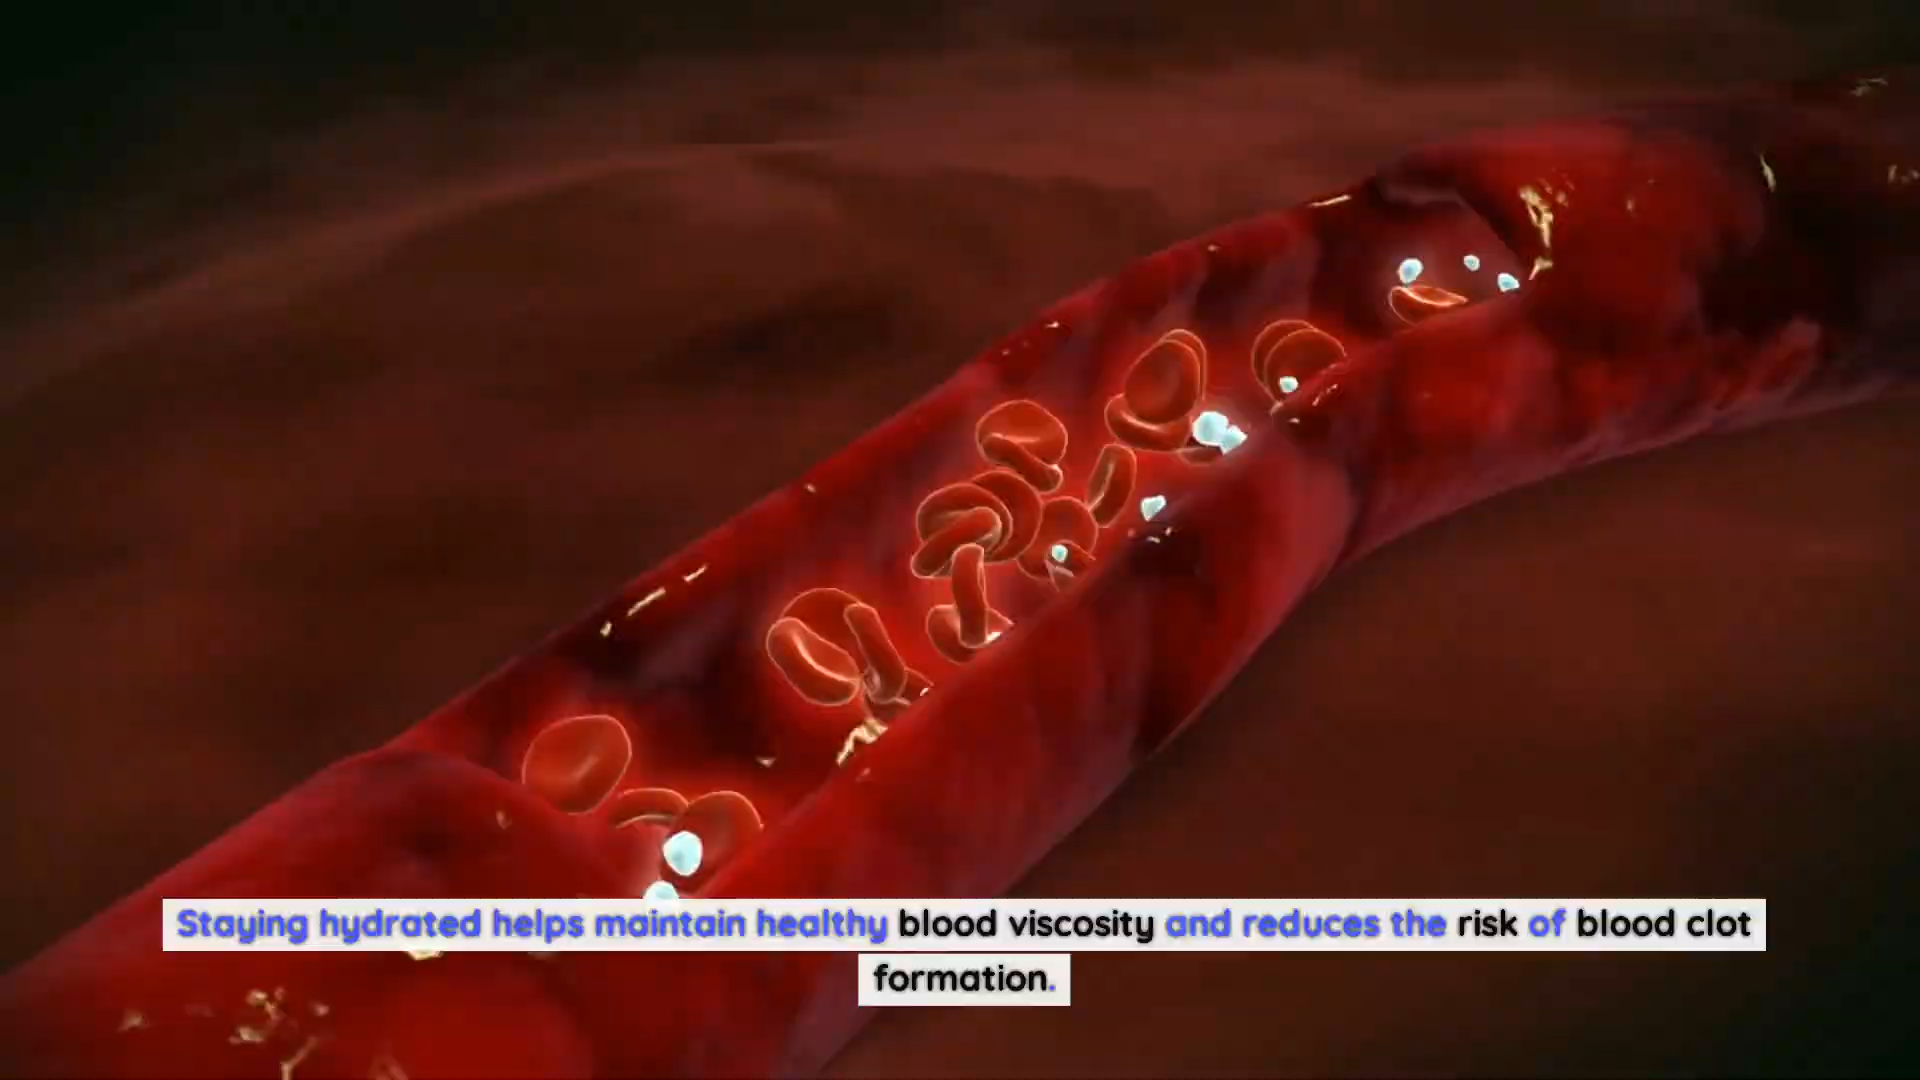 Staying hydrated helps maintain healthy blood viscosity and reduces the risk of blood clot
formation.